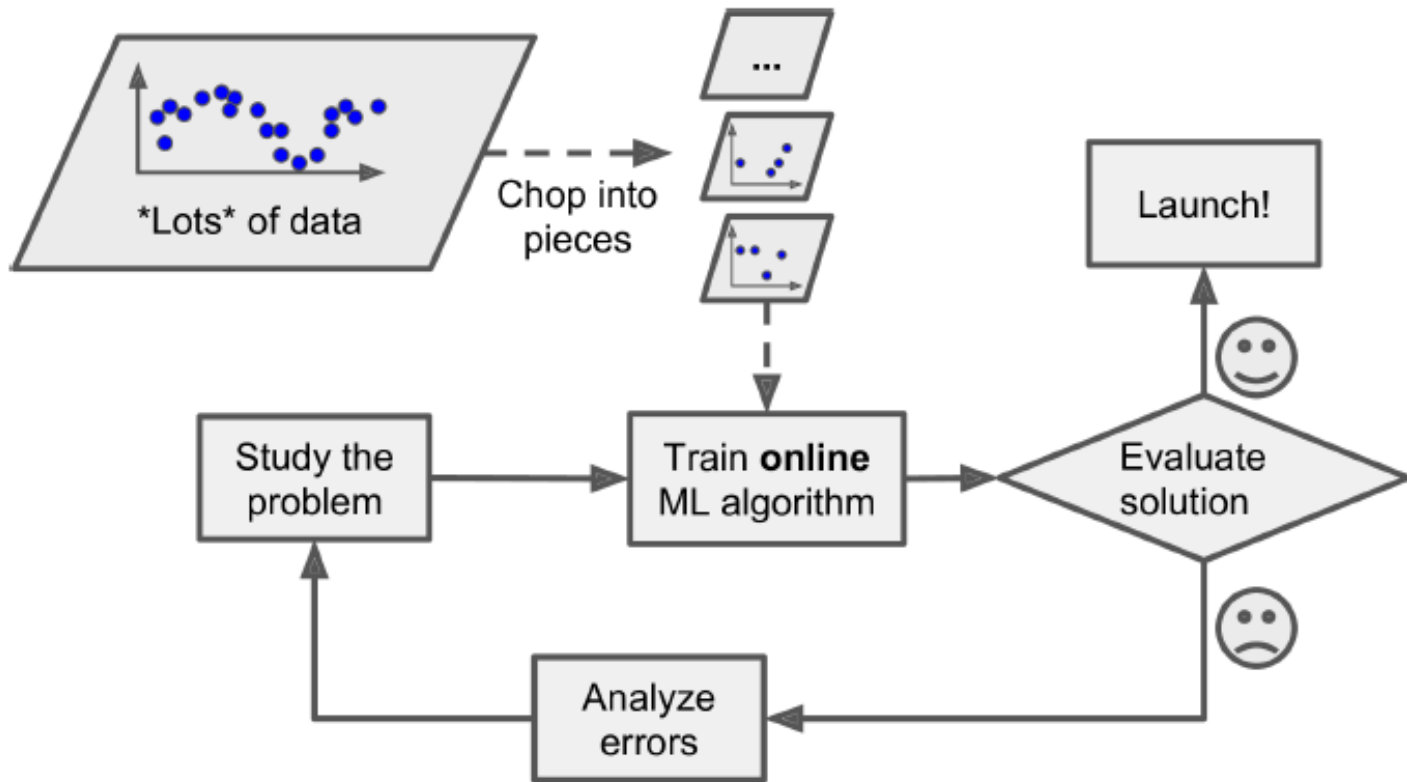 ...
*Lots* of data
Chop into
pieces
Launch!
Study the
problem
Train online
ML algorithm
Evaluate
solution
Analyze
errors